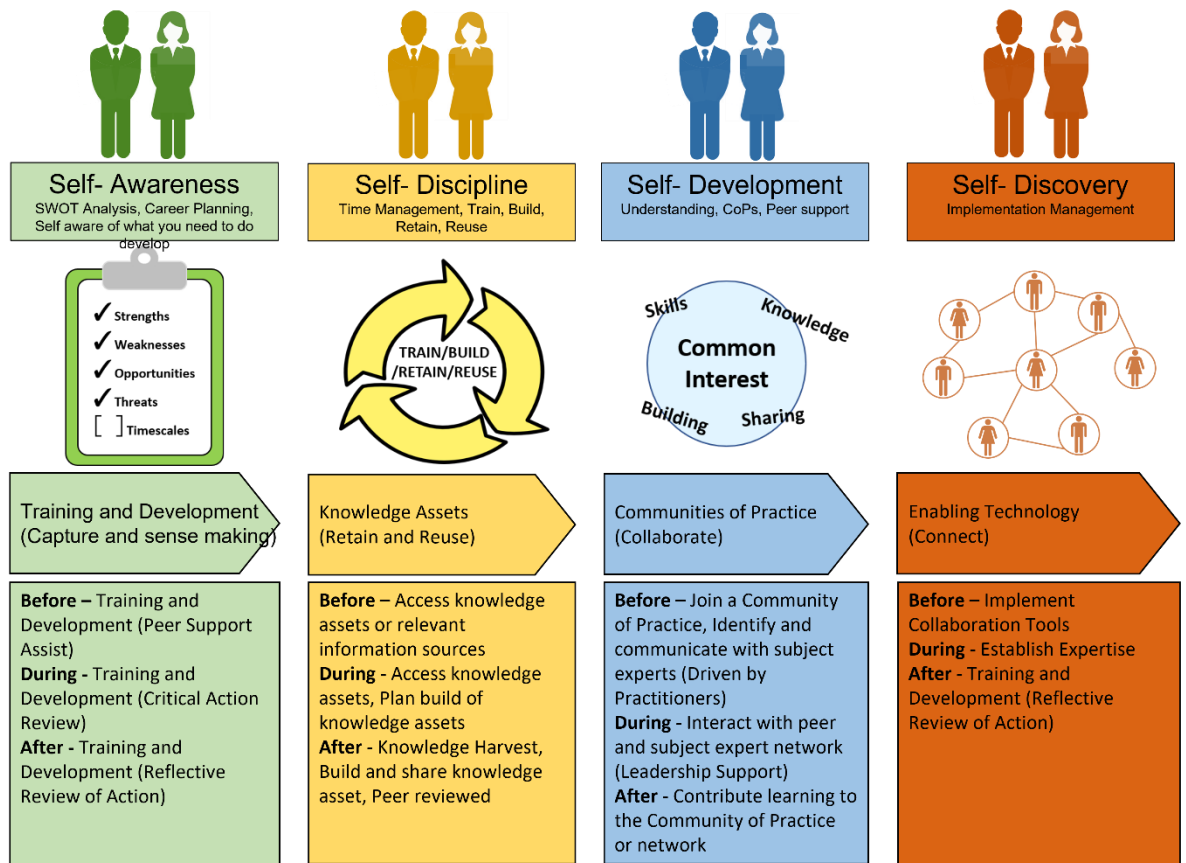 Self- Awareness
SWOT Analysis, Career Planning,
Self aware of what you need to do
develop
Self- Discipline
Time Management, Train, Build,
Retain, Reuse
Self- Development
Understanding, CoPs, Peer support
Self- Discovery
Implementation Management
✓ Strengths
✓ Weaknesses
✓ Opportunities
✓ Threats
[ ] Timescales
TRAIN/BUILD
/RETAIN/REUSE
Skills
Knowledge
Common
Interest
Building
Sharing
Training and Development
(Capture and sense making)
Knowledge Assets
(Retain and Reuse)
Communities of Practice
(Collaborate)
Enabling Technology
(Connect)
Before – Training and
Development (Peer Support
Assist)
During - Training and
Development (Critical Action
Review)
After - Training and
Development (Reflective
Review of Action)
Before – Access knowledge
assets or relevant
information sources
During - Access knowledge
assets, Plan build of
knowledge assets
After - Knowledge Harvest,
Build and share knowledge
asset, Peer reviewed
Before – Join a Community
of Practice, Identify and
communicate with subject
experts (Driven by
Practitioners)
During - Interact with peer
and subject expert network
(Leadership Support)
After - Contribute learning to
the Community of Practice
or network
Before – Implement
Collaboration Tools
During - Establish Expertise
After - Training and
Development (Reflective
Review of Action)